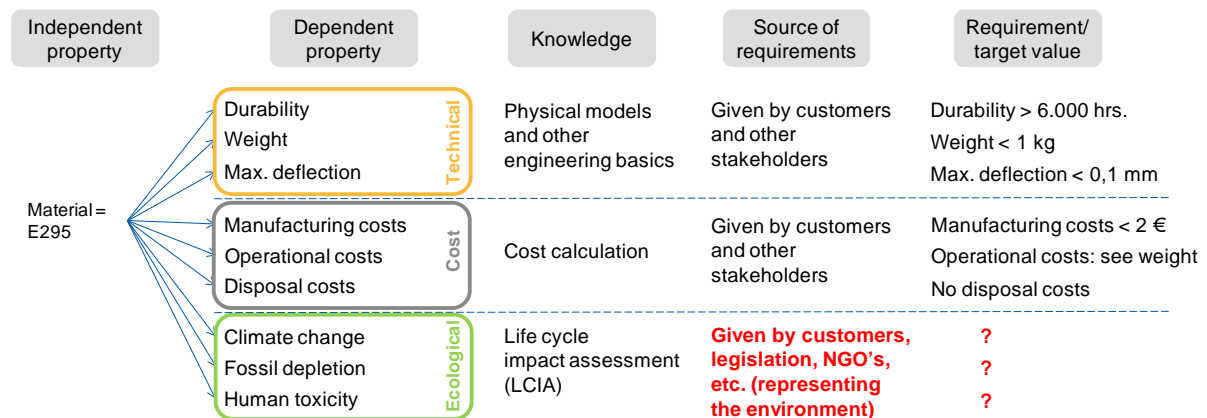 Independent
property
Dependent
property
Knowledge
Source of
requirements
Requirement/
target value
Material =
E295
Durability
Weight
Max. deflection
Technical
Physical models
and other
engineering basics
Given by customers
and other
stakeholders
Durability > 6.000 hrs.
Weight < 1 kg
Max. deflection < 0,1 mm
Manufacturing costs
Operational costs
Disposal costs
Cost
Cost calculation
Given by customers
and other
stakeholders
Manufacturing costs < 2 €
Operational costs: see weight
No disposal costs
Climate change
Fossil depletion
Human toxicity
Ecological
Life cycle
impact assessment
(LCIA)
Given by customers,
legislation, NGO's,
etc. (representing
the environment)
?
?
?